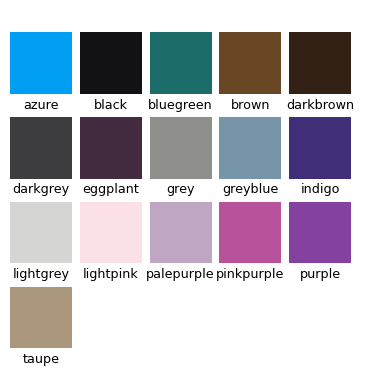 azure black bluegreen brown darkbrown
darkgrey eggplant grey greyblue indigo
lightgrey lightpink palepurple pinkpurple purple
taupe